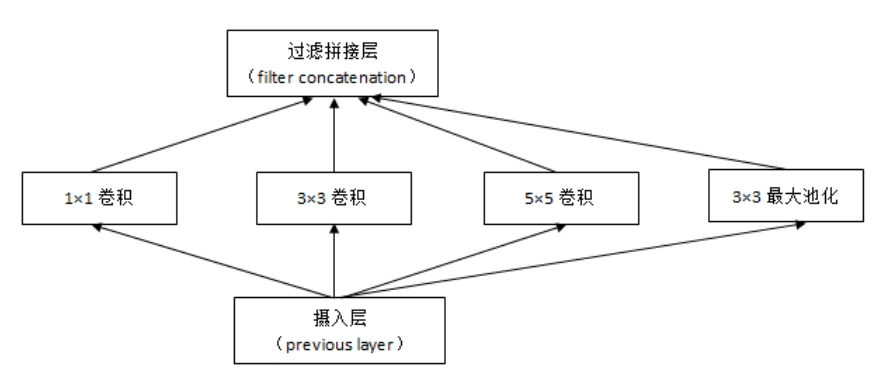 过滤拼接层
（filter concatenation）
1×1 卷积
3×3 卷积
5×5 卷积
3×3 最大池化
摄入层
（previous layer）